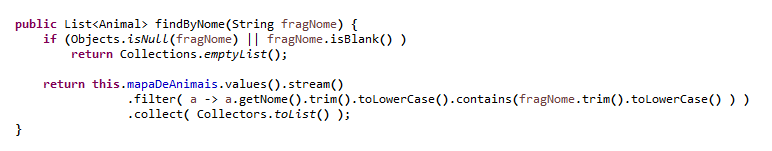 public List<Animal> findByNome(String fragNome) {
    if (Objects.isNull(fragNome) || fragNome.isBlank() )
        return Collections.emptyList();

    return this.mapaDeAnimais.values().stream()
                .filter( a -> a.getNome().trim().toLowerCase().contains(fragNome.trim().toLowerCase() ) )
                .collect( Collectors.toList() );
}